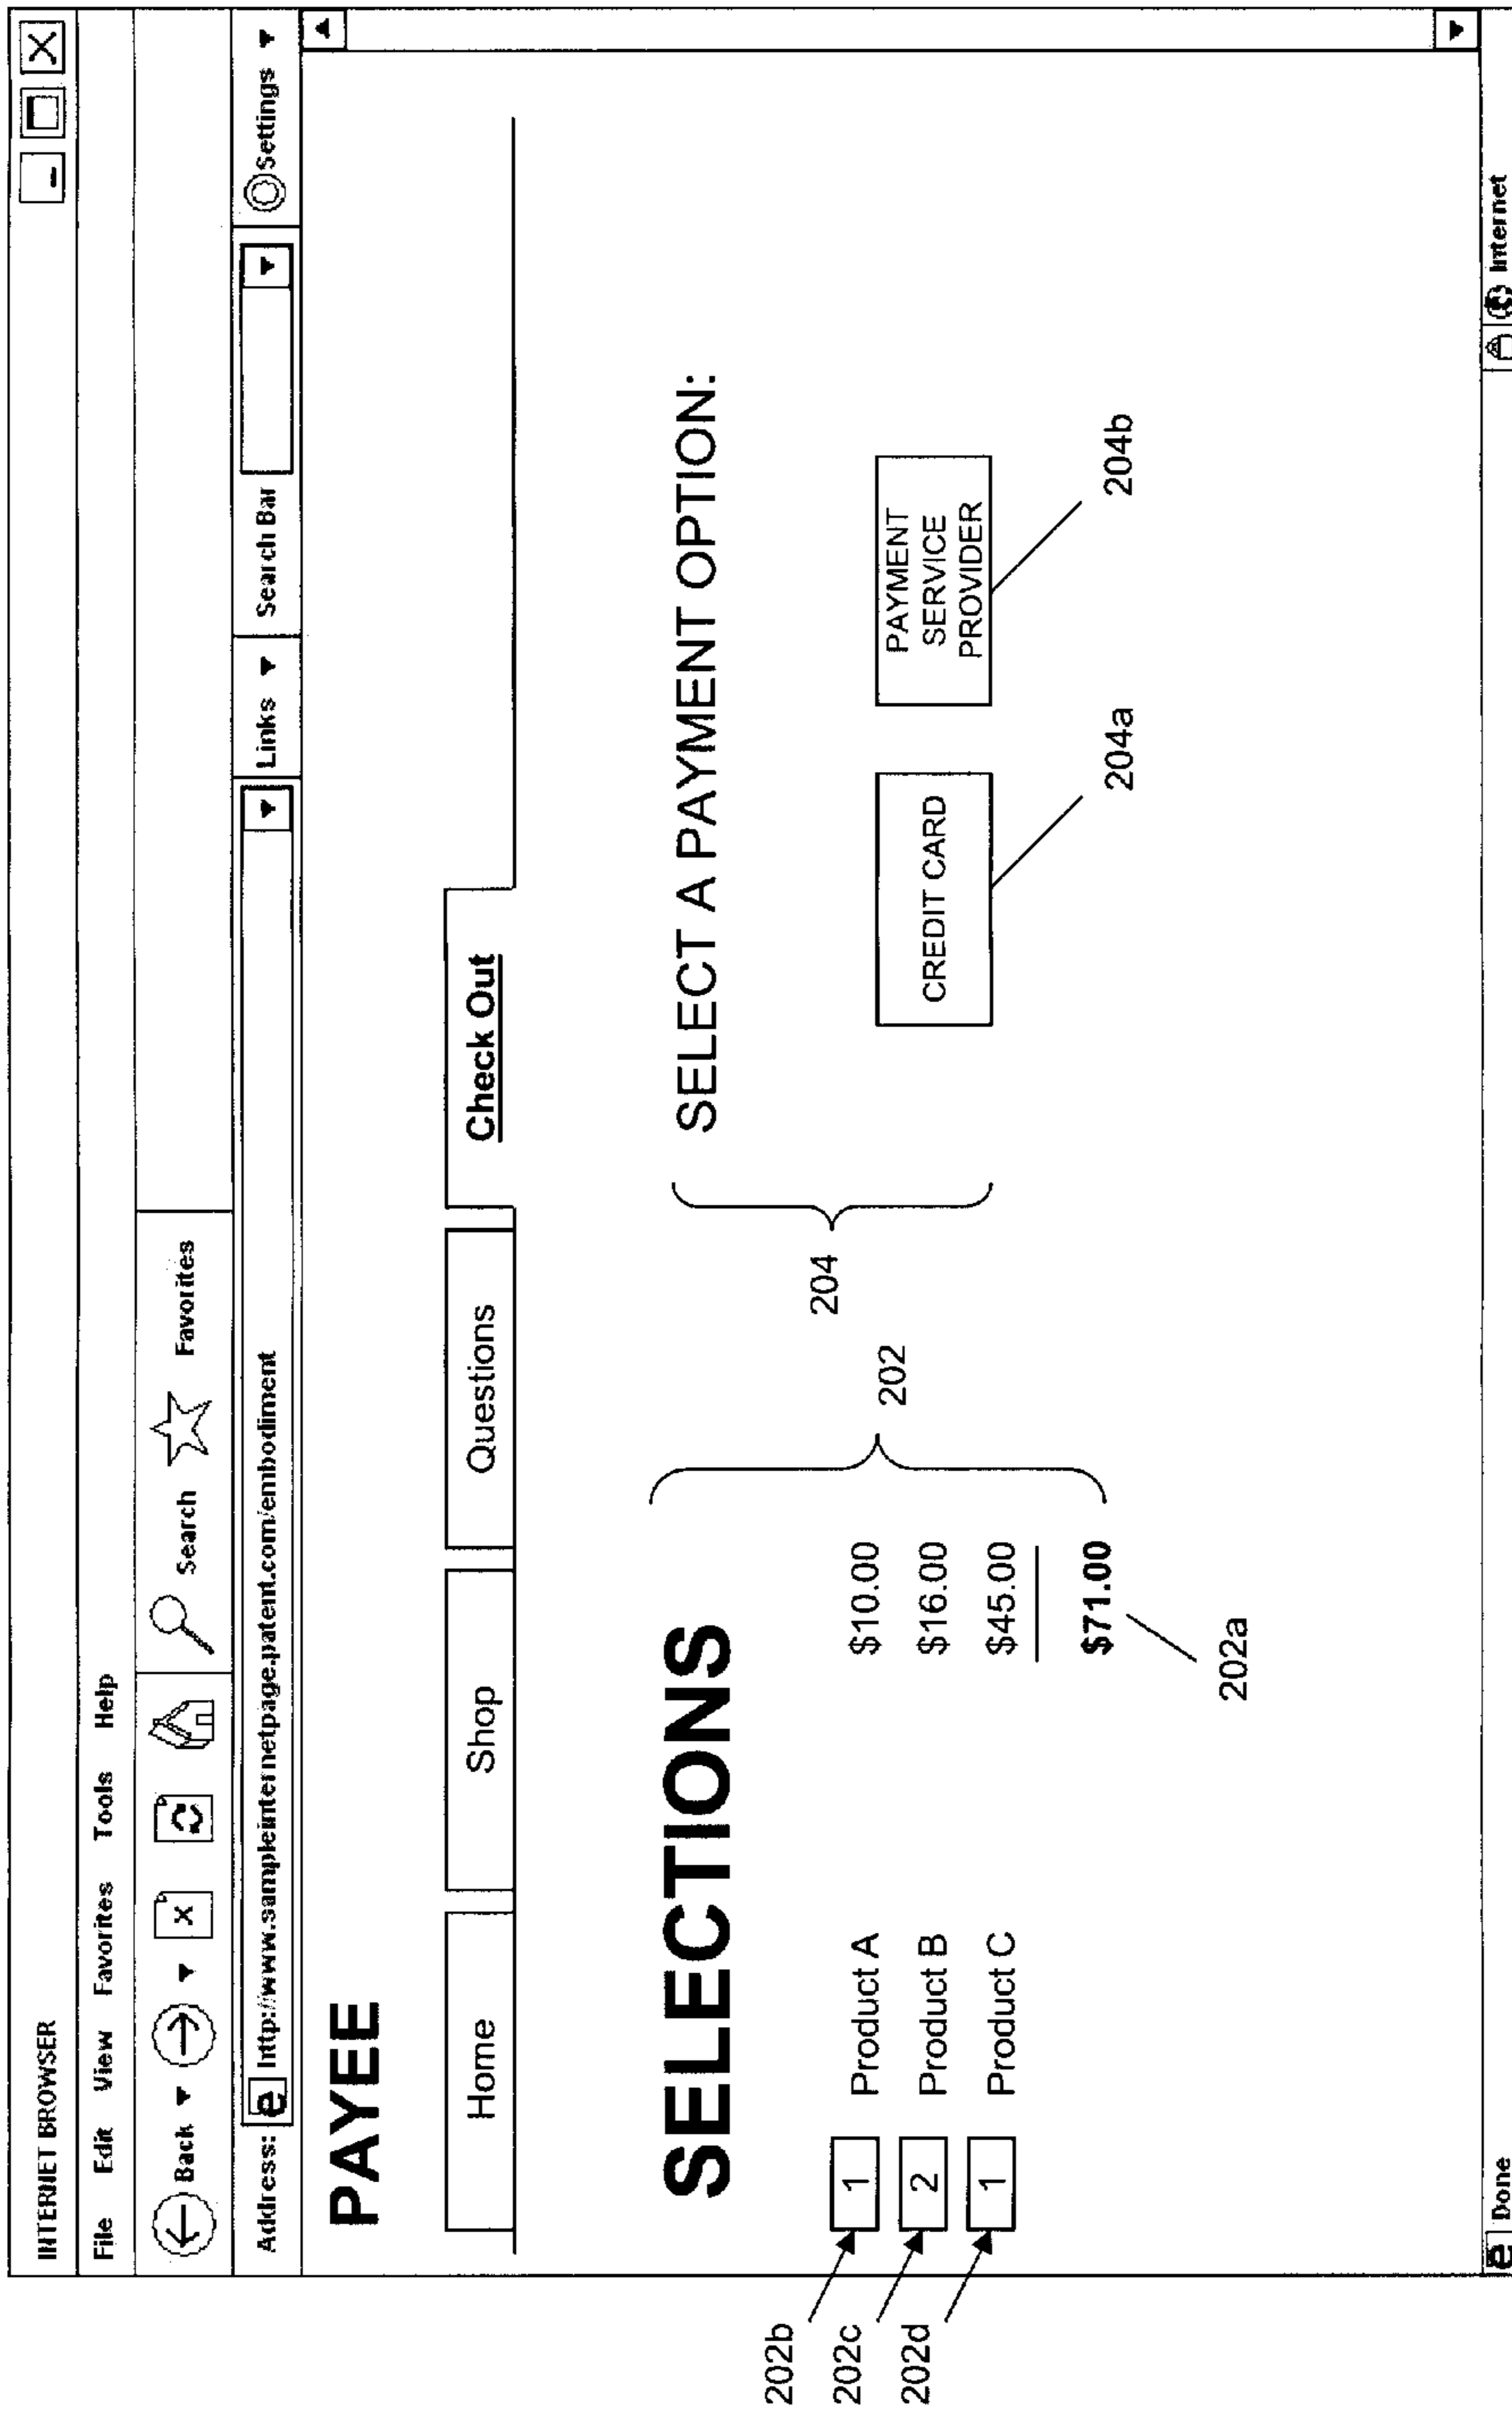 INTERNET BROWSER
File Edit View Favorites Tools Help
Back Search Favorites
Address: http://www.sampleinternetpage.patent.com/embodiment Links Search Bar Settings
PAYEE
Home Shop Questions Check Out
SELECTIONS
SELECT A PAYMENT OPTION:
202b 1 Product A $10.00
202c 2 Product B $16.00
202d 1 Product C $45.00
$71.00
202a
202
204
CREDIT CARD
PAYMENT
SERVICE
PROVIDER
204a
204b
Done Internet